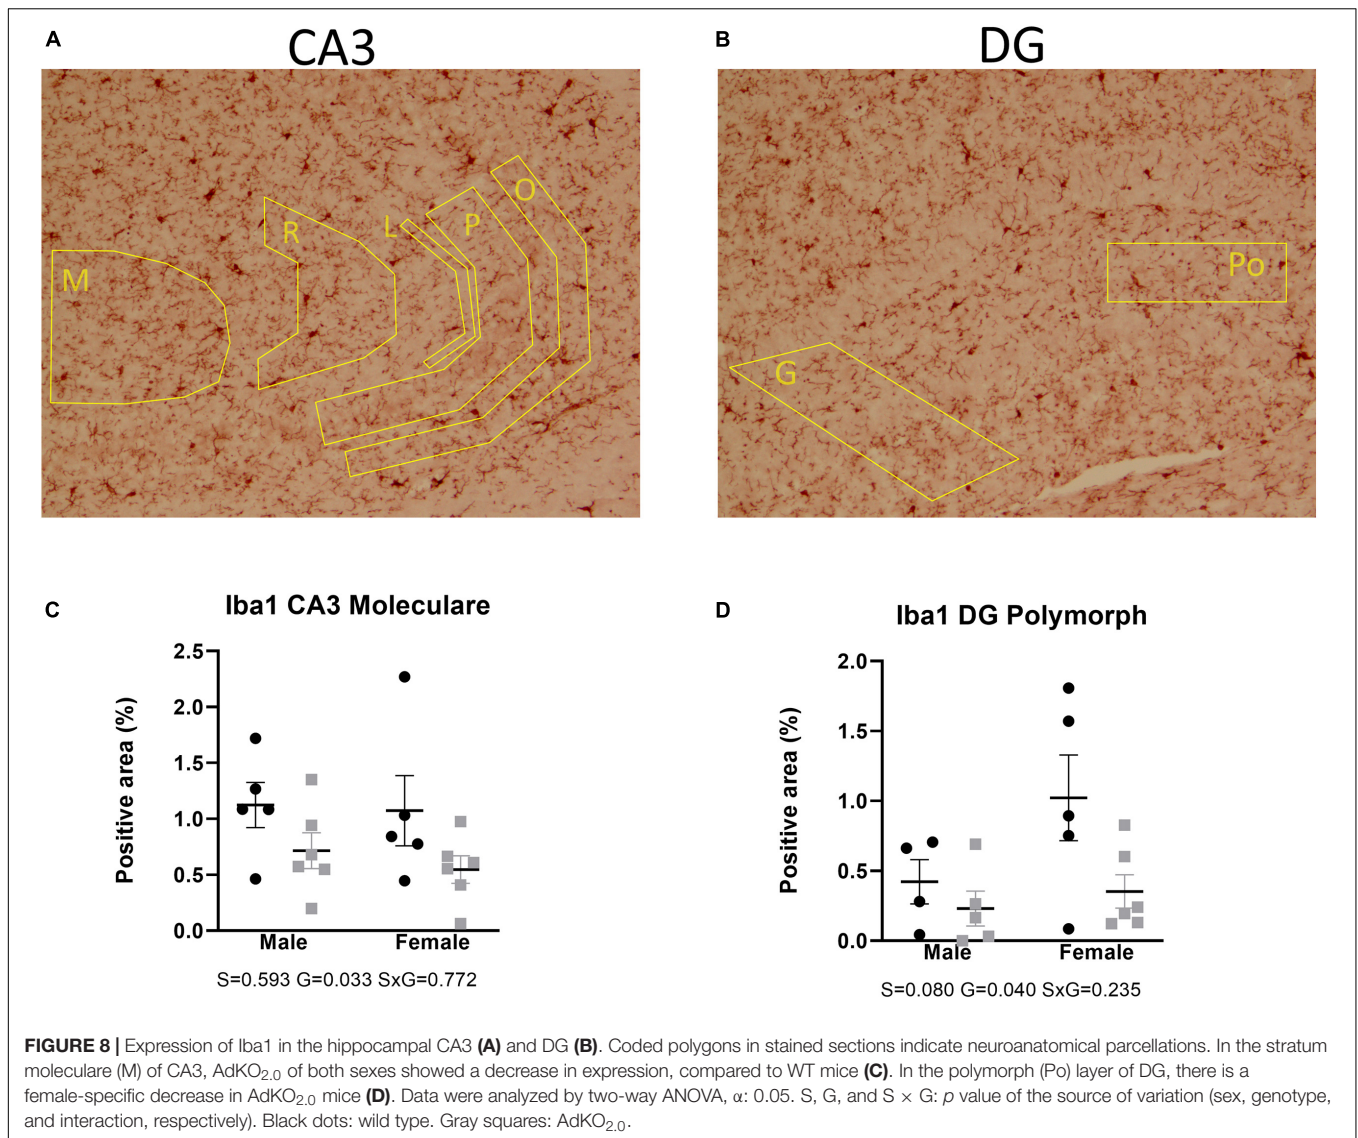 A
CA3
B
DG
M
R
L
P
O
G
Po
C
Iba1 CA3 Moleculare
Positive area (%)
2.5
2.0
1.5
1.0
0.5
0.0
Male
Female
S=0.593 G=0.033 SxG=0.772
D
Iba1 DG Polymorph
Positive area (%)
2.0
1.5
1.0
0.5
0.0
Male
Female
S=0.080 G=0.040 SxG=0.235
FIGURE 8 | Expression of Iba1 in the hippocampal CA3 (A) and DG (B). Coded polygons in stained sections indicate neuroanatomical parcellations. In the stratum
moleculare (M) of CA3, AdKO2.0 of both sexes showed a decrease in expression, compared to WT mice (C). In the polymorph (Po) layer of DG, there is a
female-specific decrease in AdKO2.0 mice (D). Data were analyzed by two-way ANOVA, α: 0.05. S, G, and S × G: p value of the source of variation (sex, genotype,
and interaction, respectively). Black dots: wild type. Gray squares: AdKO2.0.